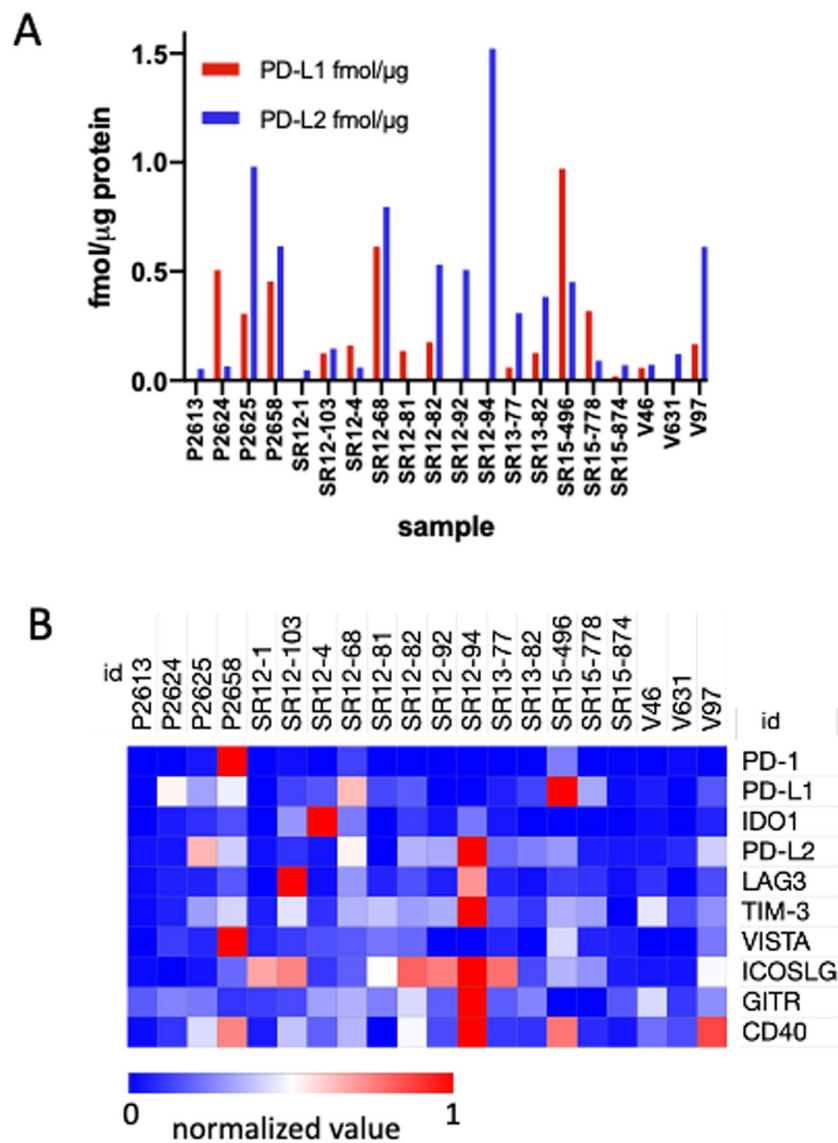 A
1.5
PD-L1 fmol/µg
PD-L2 fmol/µg
1.0
0.5
0.0
fmol/µg protein
P2613
P2624
P2625
P2658
SR12-1
SR12-103
SR12-4
SR12-68
SR12-81
SR12-82
SR12-92
SR12-94
SR13-77
SR13-82
SR15-496
SR15-778
SR15-874
V46
V631
V97
sample
B
id
P2613
P2624
P2625
P2658
SR12-1
SR12-103
SR12-4
SR12-68
SR12-81
SR12-82
SR12-92
SR12-94
SR13-77
SR13-82
SR15-496
SR15-778
SR15-874
V46
V631
V97
id
PD-1
PD-L1
IDO1
PD-L2
LAG3
TIM-3
VISTA
ICOSLG
GITR
CD40
0 1
normalized value